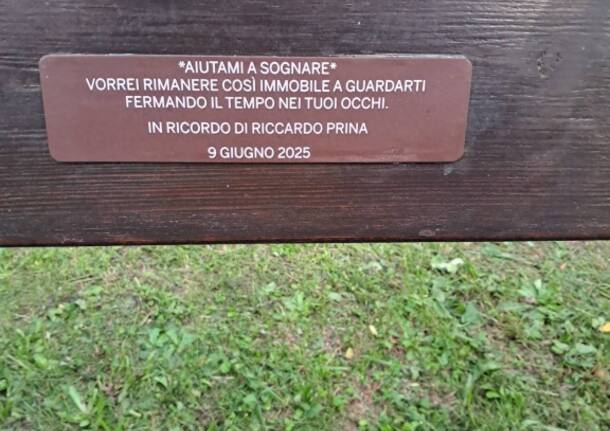 *AIUTAMI A SOGNARE*
VORREI RIMANERE COSÌ IMMOBILE A GUARDARTI
FERMANDO IL TEMPO NEI TUOI OCCHI.
IN RICORDO DI RICCARDO PRINA
9 GIUGNO 2025